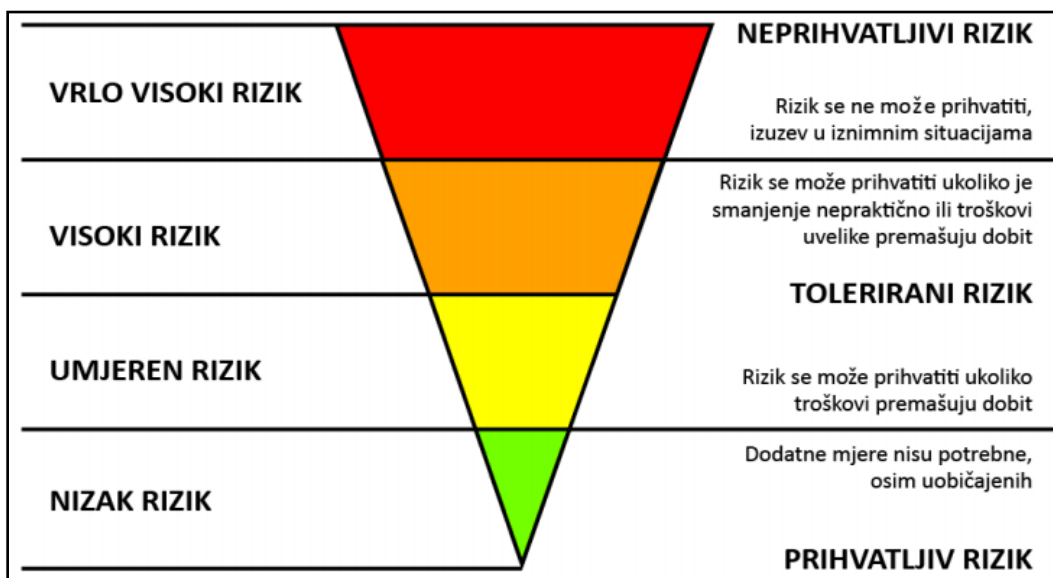 NEPRIHVATLJIVI RIZIK
VRLO VISOKI RIZIK
Rizik se ne može prihvatiti,
izuzev u iznimnim situacijama
Rizik se može prihvatiti ukoliko je
smanjenje nepraktično ili troškovi
uvelike premašuju dobit
VISOKI RIZIK
TOLERIRANI RIZIK
UMJEREN RIZIK
Rizik se može prihvatiti ukoliko
troškovi premašuju dobit
Dodatne mjere nisu potrebne,
osim uobičajenih
NIZAK RIZIK
PRIHVATLJIV RIZIK